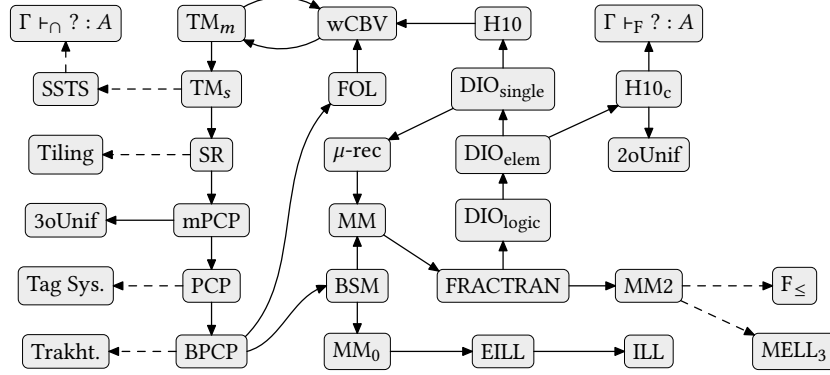 Γ ⊢∩ ? : A
TMₘ
wCBV
H10
Γ ⊢F ? : A
SSTS
TMₛ
FOL
DIOsingle
H10c
Tiling
SR
μ-rec
DIOelem
2oUnif
3oUnif
mPCP
MM
DIOlogic
Tag Sys.
PCP
BSM
FRACTRAN
MM2
F≤
Trakht.
BPCP
MM₀
EILL
ILL
MELL₃